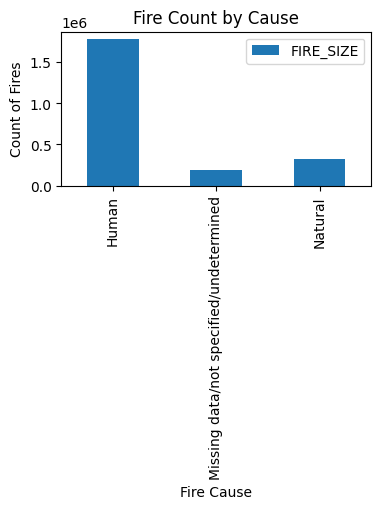 Fire Count by Cause
1e6
FIRE_SIZE
Count of Fires
1.5
1.0
0.5
0.0
Human
Missing data/not specified/undetermined
Natural
Fire Cause